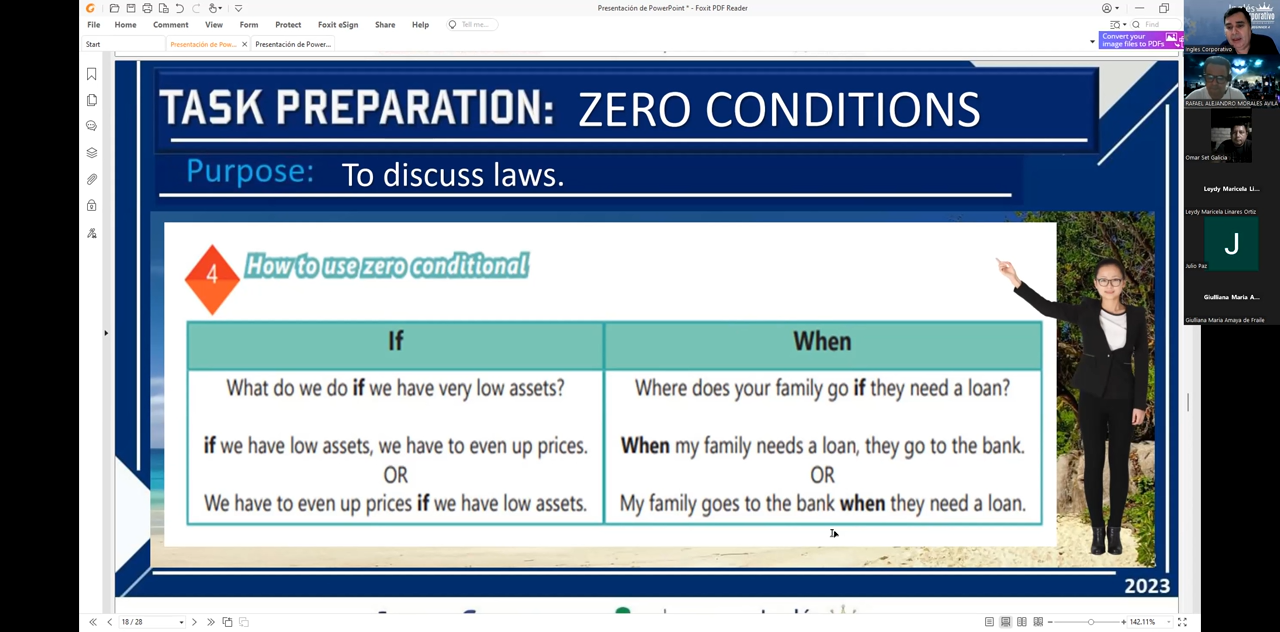 Presentación de PowerPoint * - Foxit PDF Reader
File Home Comment View Form Protect Foxit eSign Share Help Tell me... Find
Start Presentación de Pow... Presentación de Power...
Convert your
image files to PDFs
TASK PREPARATION: ZERO CONDITIONS
Purpose: To discuss laws.
4 How to use zero conditional
If
What do we do if we have very low assets?
if we have low assets, we have to even up prices.
OR
We have to even up prices if we have low assets.
When
Where does your family go if they need a loan?
When my family needs a loan, they go to the bank.
OR
My family goes to the bank when they need a loan.
2023
18 / 28
142.11%
Ingles Corporativo
RAFAEL ALEJANDRO MORALES AVILA
Omar Set Galicia
Leydy Maricela Li...
Leydy Maricela Linares Ortiz
J
Julio Paz
Giulliana Maria A...
Giulliana Maria Amaya de Fraile